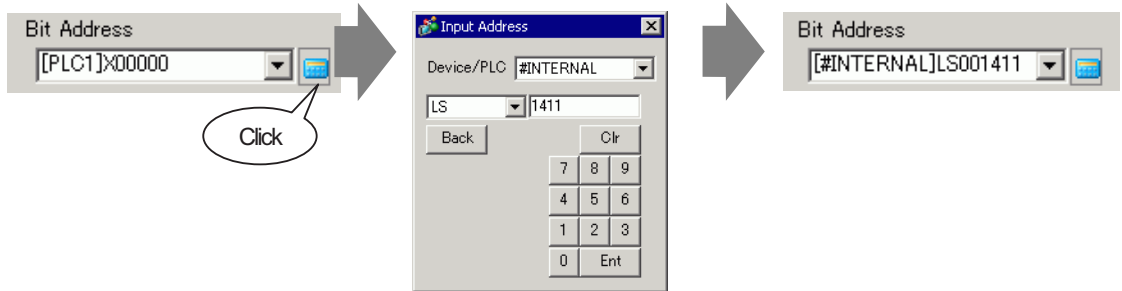 Bit Address
[PLC1]X00000
Click
Input Address
Device/PLC #INTERNAL
LS 1411
Back Clr
7 8 9
4 5 6
1 2 3
0 Ent
Bit Address
[#INTERNAL]LS001411